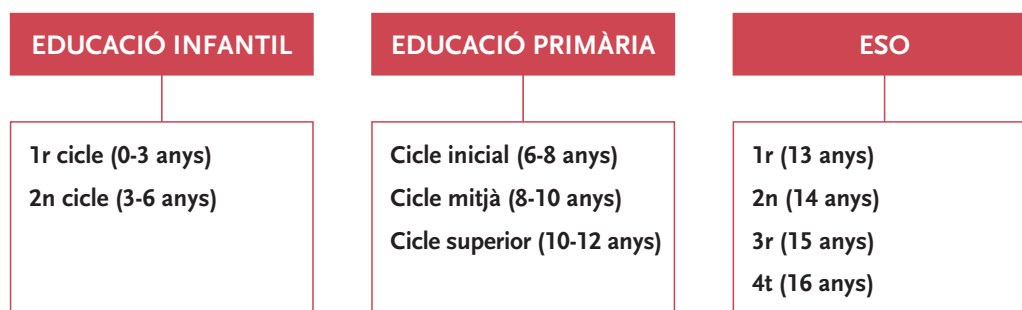 EDUCACIÓ INFANTIL
1r cicle (0-3 anys)
2n cicle (3-6 anys)
EDUCACIÓ PRIMÀRIA
Cicle inicial (6-8 anys)
Cicle mitjà (8-10 anys)
Cicle superior (10-12 anys)
ESO
1r (13 anys)
2n (14 anys)
3r (15 anys)
4t (16 anys)